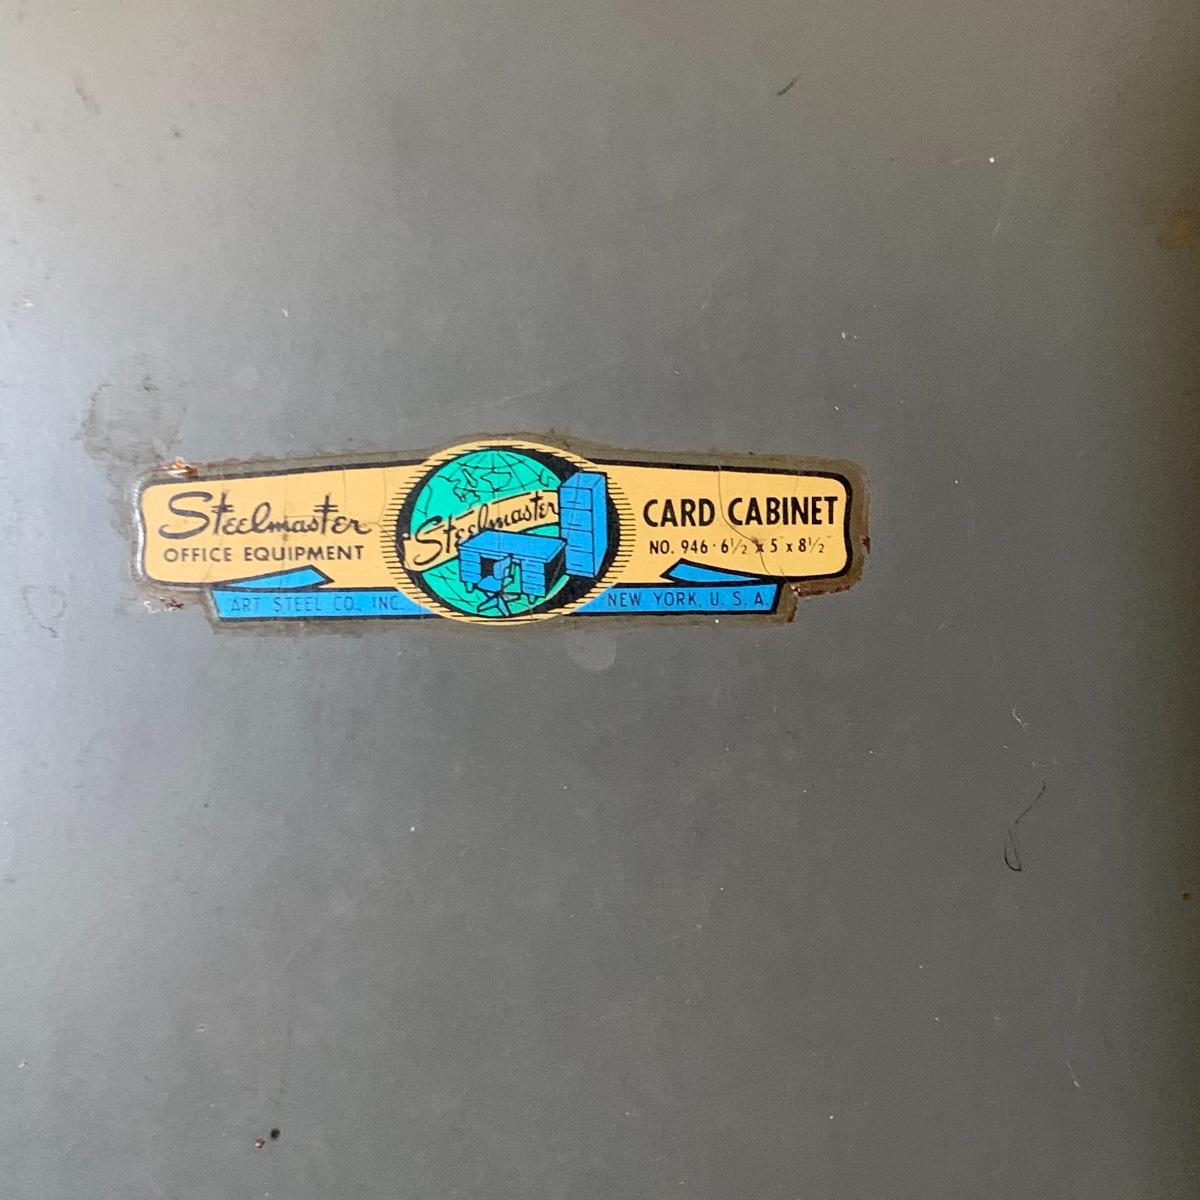 Steelmaster
OFFICE EQUIPMENT
Steelmaster
CARD CABINET
NO. 946 · 6½ x 5 x 8½
ART STEEL CO., INC.
NEW YORK, U. S. A.